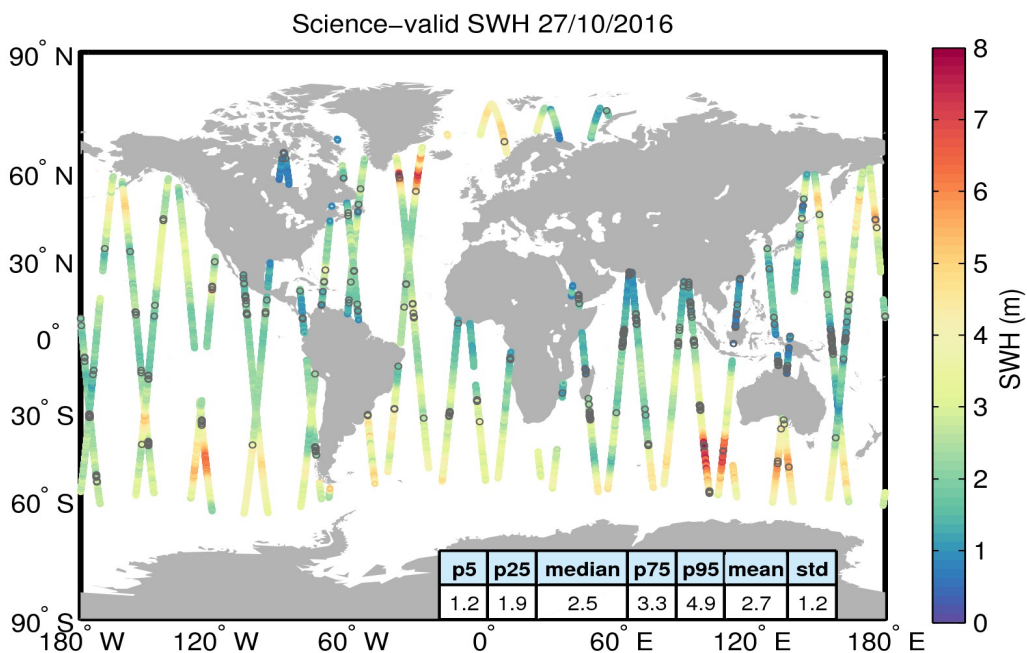 Science–valid SWH 27/10/2016
90° N
60° N
30° N
0°
30° S
60° S
90° S
180° W
120° W
60° W
0°
60° E
120° E
180° E
p5 p25 median p75 p95 mean std
1.2 1.9 2.5 3.3 4.9 2.7 1.2
8
7
6
5
4
3
2
1
0
SWH (m)